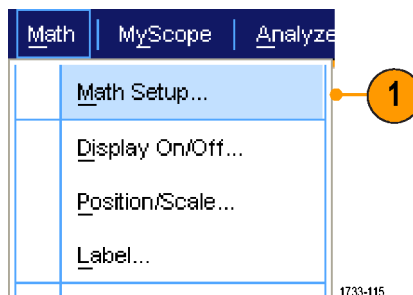 Math | MyScope | Analyze
Math Setup...
1
Display On/Off...
Position/Scale...
Label...
1733-115